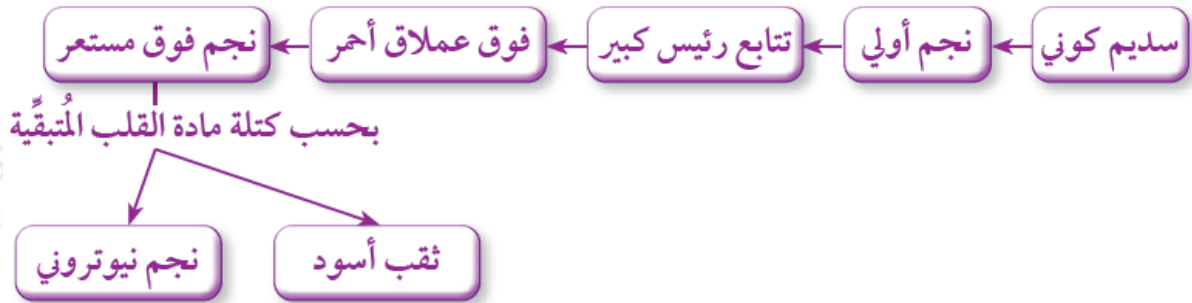 سديم كوني
نجم أولي
تتابع رئيس كبير
فوق عملاق أحمر
نجم فوق مستعر
بحسب كتلة مادة القلب المُتبقِّية
ثقب أسود
نجم نيوتروني